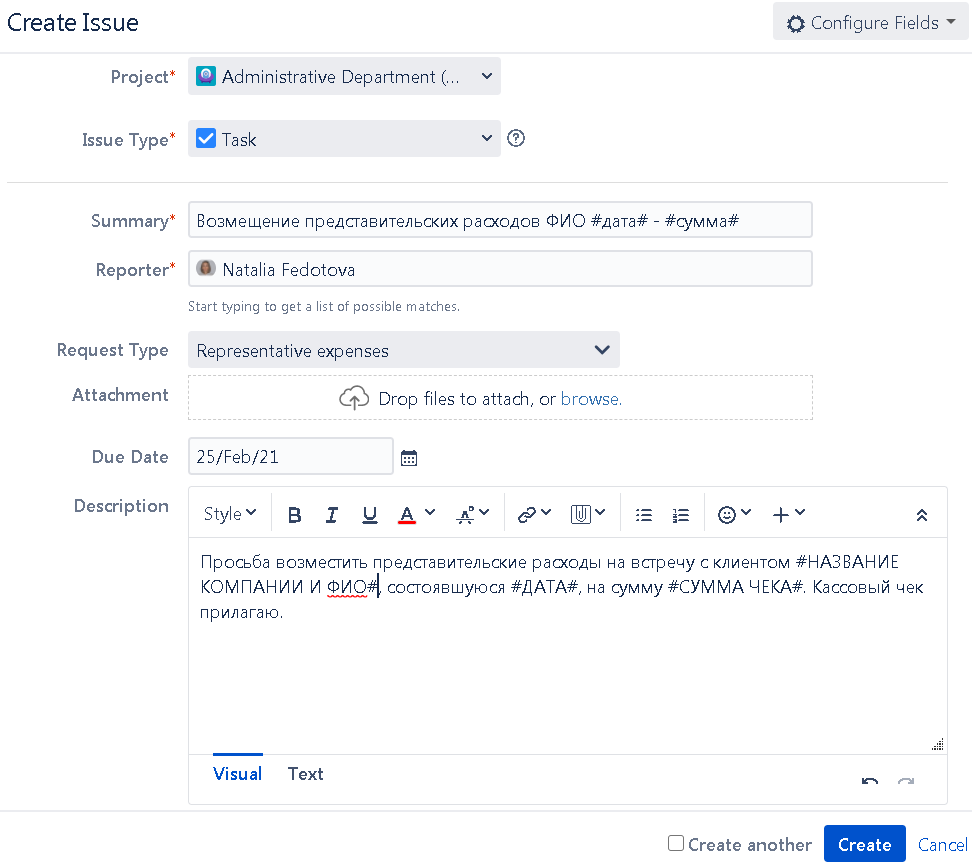 Create Issue
Configure Fields
Project* Administrative Department (...
Issue Type* Task
Summary* Возмещение представительских расходов ФИО #дата# - #сумма#
Reporter* Natalia Fedotova
Start typing to get a list of possible matches.
Request Type Representative expenses
Attachment Drop files to attach, or browse.
Due Date 25/Feb/21
Description Style B I U A
Просьба возместить представительские расходы на встречу с клиентом #НАЗВАНИЕ
КОМПАНИИ И ФИО#, состоявшуюся #ДАТА#, на сумму #СУММА ЧЕКА#. Кассовый чек
прилагаю.
Visual Text
Create another Create Cancel